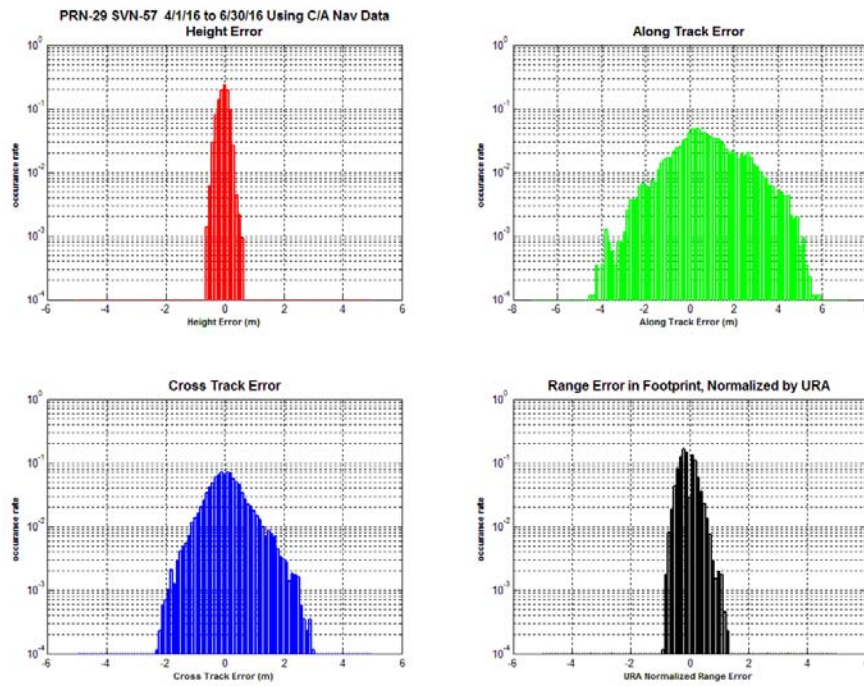 PRN-29 SVN-57 4/1/16 to 6/30/16 Using C/A Nav Data
Height Error
10^0
10^-1
10^-2
10^-3
10^-4
occurance rate
-6 -4 -2 0 2 4 6
Height Error (m)
Along Track Error
10^0
10^-1
10^-2
10^-3
10^-4
occurance rate
-8 -6 -4 -2 0 2 4 6 8
Along Track Error (m)
Cross Track Error
10^0
10^-1
10^-2
10^-3
10^-4
occurance rate
-6 -4 -2 0 2 4 6
Cross Track Error (m)
Range Error in Footprint, Normalized by URA
10^0
10^-1
10^-2
10^-3
10^-4
occurance rate
-6 -4 -2 0 2 4 6
URA Normalized Range Error